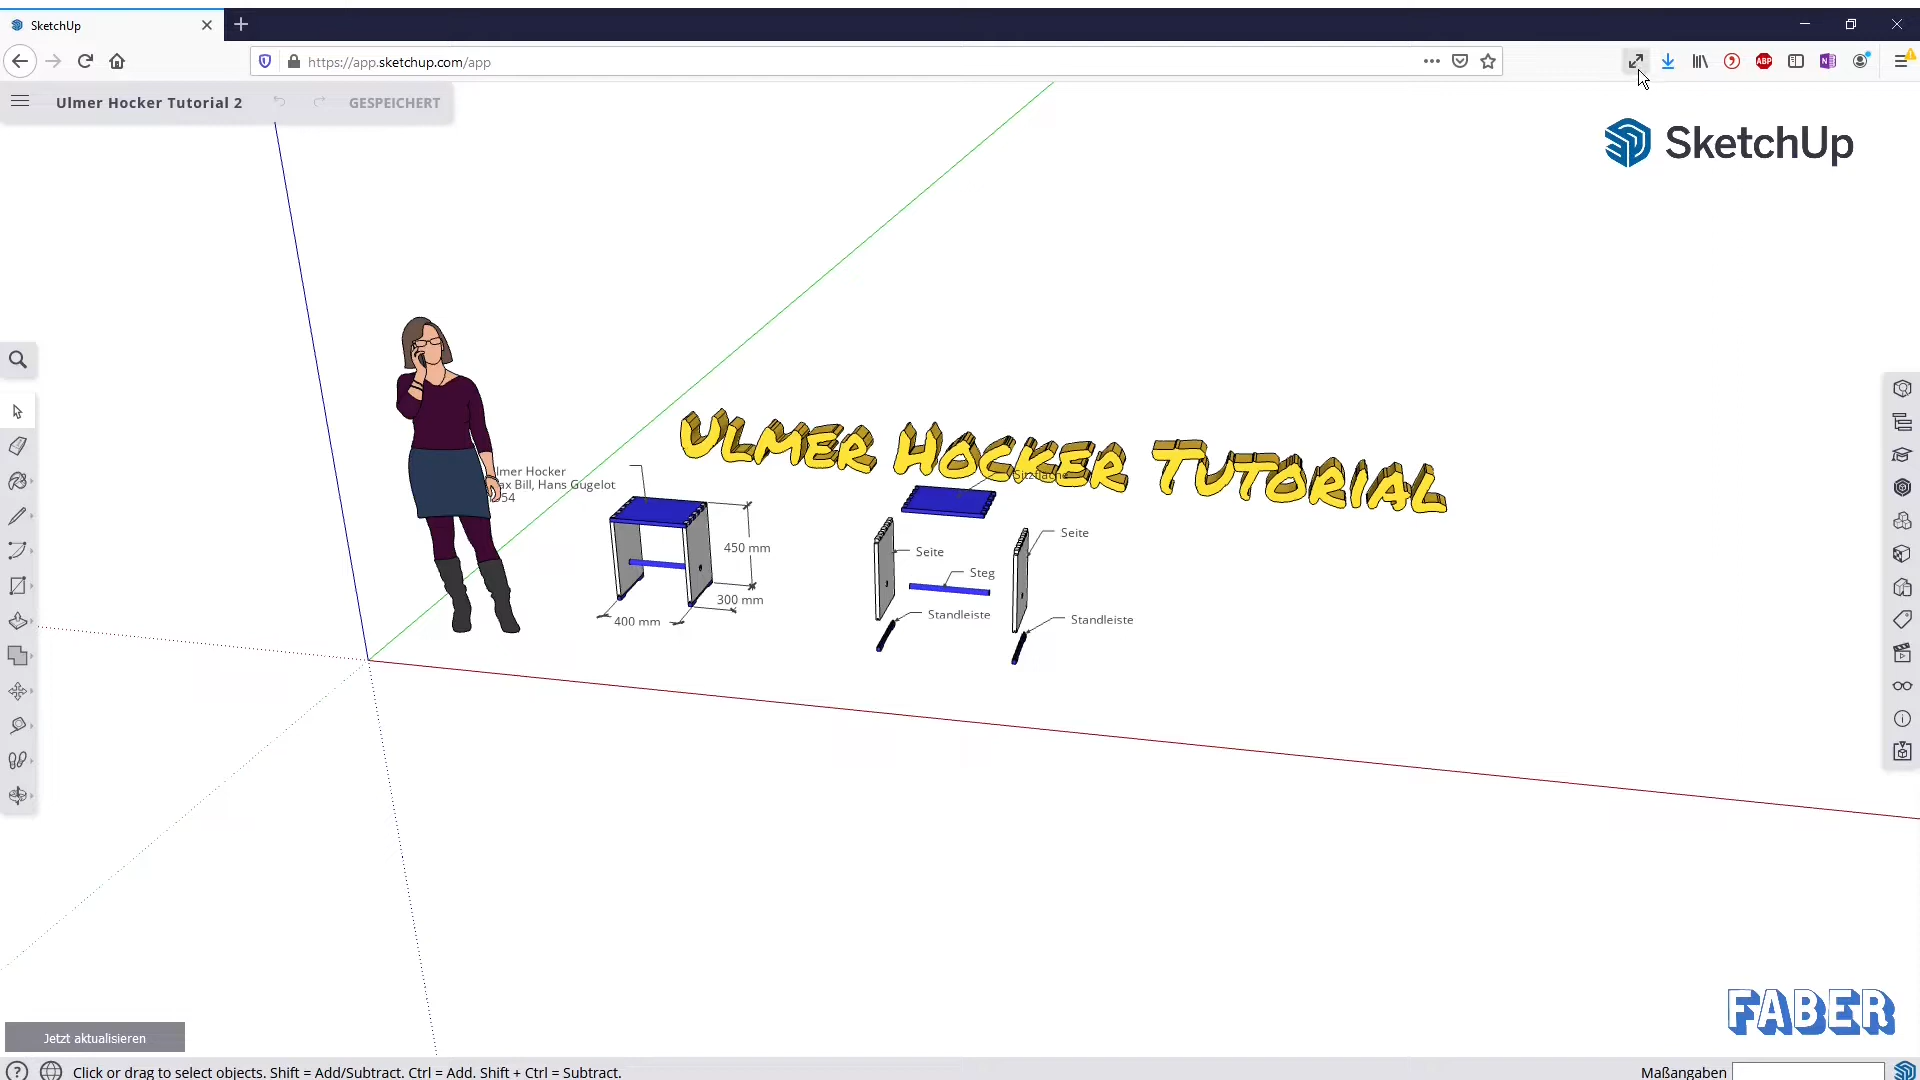 SketchUp
https://app.sketchup.com/app
ABP
N
Ulmer Hocker Tutorial 2
GESPEICHERT
SketchUp
Ulmer Hocker Tutorial
lmer Hocker
ax Bill, Hans Gugelot
54
Sitzfläche
450 mm
300 mm
400 mm
Seite
Seite
Steg
Standleiste
Standleiste
FABER
Jetzt aktualisieren
Click or drag to select objects. Shift = Add/Subtract. Ctrl = Add. Shift + Ctrl = Subtract.
Maßangaben